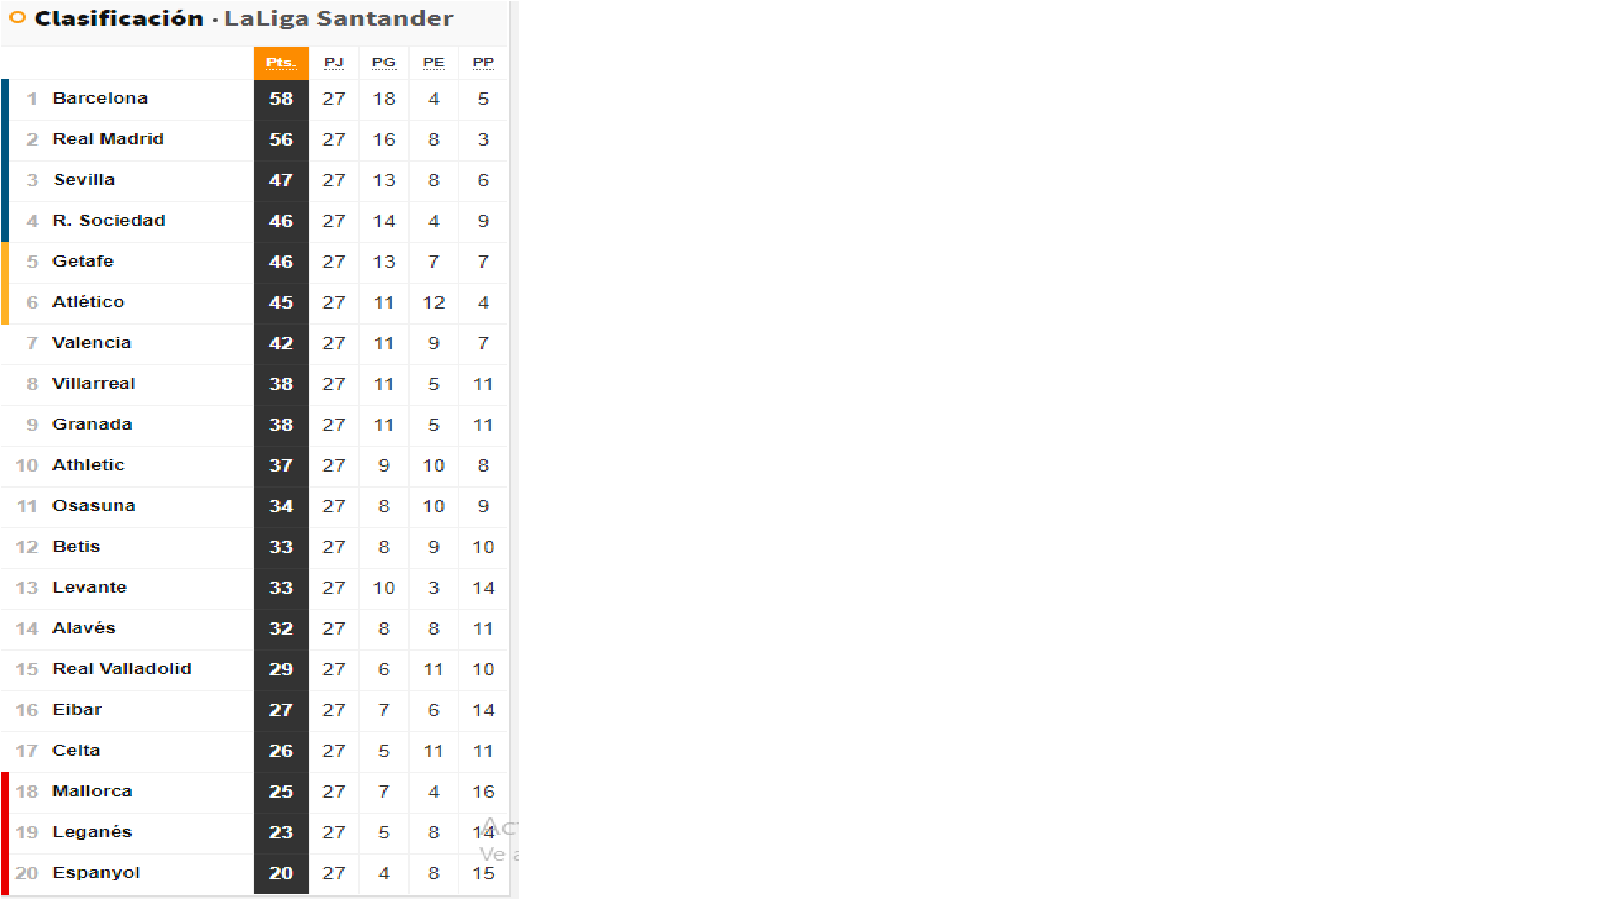 Clasificación · LaLiga Santander
Pts. PJ PG PE PP
1 Barcelona 58 27 18 4 5
2 Real Madrid 56 27 16 8 3
3 Sevilla 47 27 13 8 6
4 R. Sociedad 46 27 14 4 9
5 Getafe 46 27 13 7 7
6 Atlético 45 27 11 12 4
7 Valencia 42 27 11 9 7
8 Villarreal 38 27 11 5 11
9 Granada 38 27 11 5 11
10 Athletic 37 27 9 10 8
11 Osasuna 34 27 8 10 9
12 Betis 33 27 8 9 10
13 Levante 33 27 10 3 14
14 Alavés 32 27 8 8 11
15 Real Valladolid 29 27 6 11 10
16 Eibar 27 27 7 6 14
17 Celta 26 27 5 11 11
18 Mallorca 25 27 7 4 16
19 Leganés 23 27 5 8 14
Ve a
20 Espanyol 20 27 4 8 15